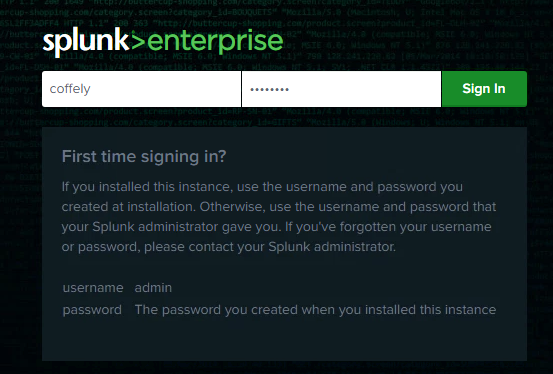 splunk>enterprise
coffely
••••••••
Sign In
First time signing in?
If you installed this instance, use the username and password you
created at installation. Otherwise, use the username and password that
your Splunk administrator gave you. If you've forgotten your username
or password, please contact your Splunk administrator.
username admin
password The password you created when you installed this instance